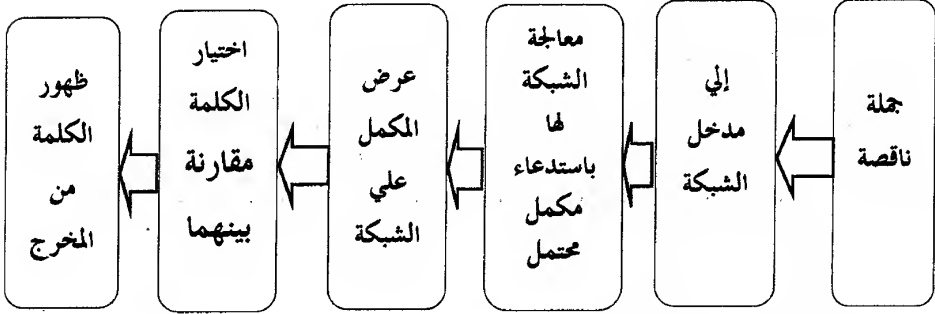 جملة
ناقصة
إلي
مدخل
الشبكة
معالجة
الشبكة
لها
باستدعاء
مكمل
محتمل
عرض
المكمل
علي
الشبكة
اختيار
الكلمة
مقارنة
بينهما
ظهور
الكلمة
من
المخرج